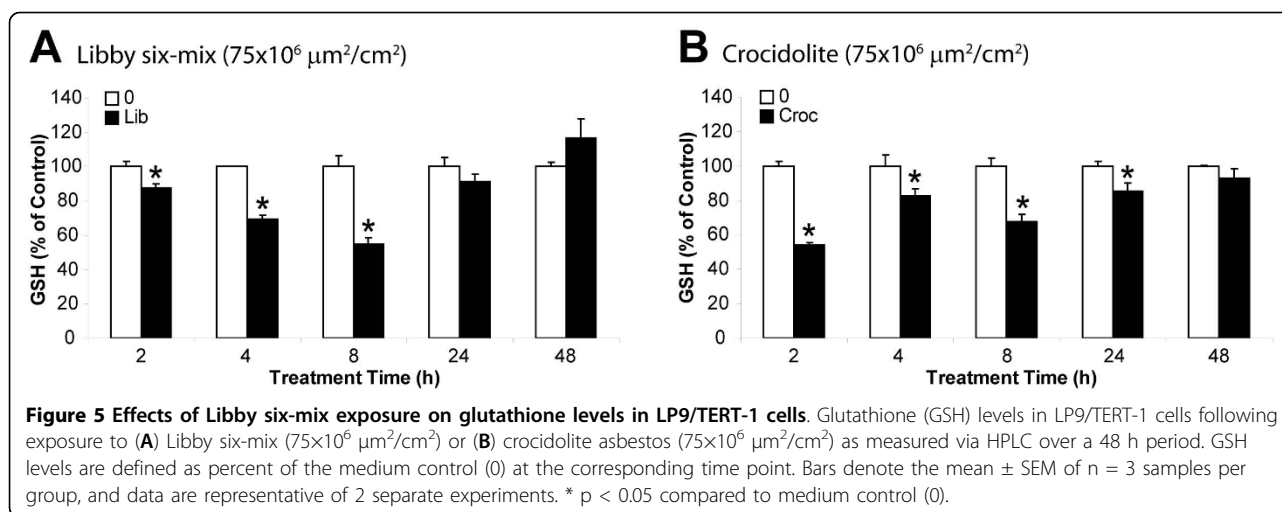 A Libby six-mix (75x10⁶ μm²/cm²)
GSH (% of Control)
140
120
100
80
60
40
20
0
0
Lib
*
*
*
2
4
8
24
48
Treatment Time (h)
B Crocidolite (75x10⁶ μm²/cm²)
GSH (% of Control)
140
120
100
80
60
40
20
0
0
Croc
*
*
*
*
2
4
8
24
48
Treatment Time (h)
Figure 5 Effects of Libby six-mix exposure on glutathione levels in LP9/TERT-1 cells. Glutathione (GSH) levels in LP9/TERT-1 cells following
exposure to (A) Libby six-mix (75×10⁶ μm²/cm²) or (B) crocidolite asbestos (75×10⁶ μm²/cm²) as measured via HPLC over a 48 h period. GSH
levels are defined as percent of the medium control (0) at the corresponding time point. Bars denote the mean ± SEM of n = 3 samples per
group, and data are representative of 2 separate experiments. * p < 0.05 compared to medium control (0).